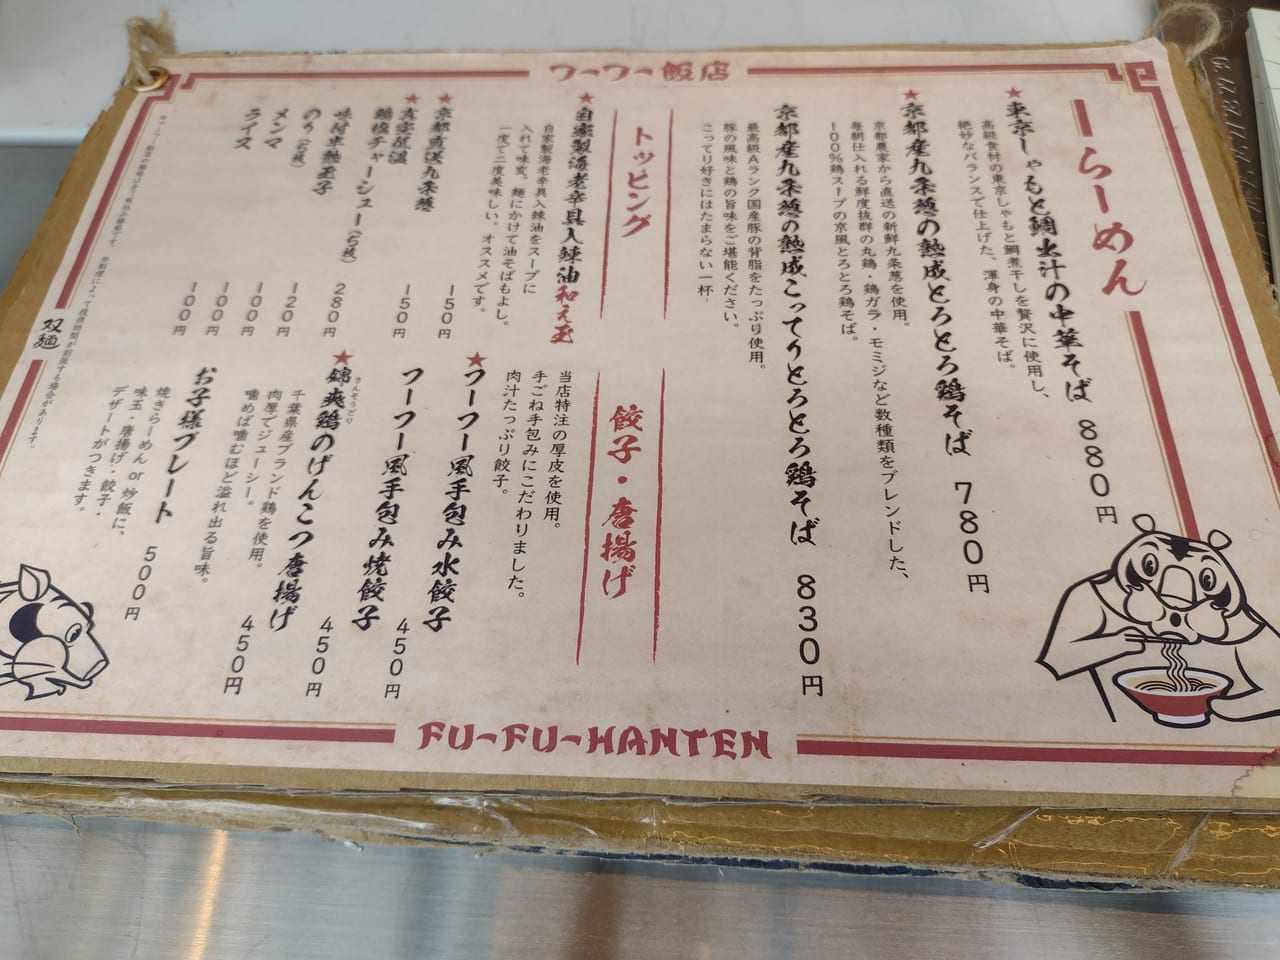 フーフー飯店
らーめん
★東京しゃもと鯛出汁の中華そば 880円
高級食材の東京しゃもと鯛煮干しを贅沢に使用し、
絶妙なバランスで仕上げた、渾身の中華そば。
★京都産九条葱の熟成とろとろ鶏そば 780円
京都農家から直送の新鮮九条葱を使用。
毎朝仕入れる鮮度抜群の丸鶏・鶏ガラ・モミジなど数種類をブレンドした、
100%鶏スープの京風とろとろ鶏そば。
京都産九条葱の熟成こってりとろとろ鶏そば 830円
最高級Aランク国産豚の背脂をたっぷり使用。
豚の風味と鶏の旨味をご堪能ください。
こってり好きにはたまらない一杯。
トッピング
★自家製海老辛具入辣油和え玉 280円
自家製海老辛具入辣油をスープに
入れて味変。麺にかけて油そばもよし。
一度で二度美味しい。オススメです。
★京都直送九条葱 150円
★真空低温
鶏塩チャーシュー(5枚) 150円
味付半熟玉子 120円
のり(5枚) 100円
メンマ 100円
ライス 100円
餃子・唐揚げ
当店特注の厚皮を使用。
手ごね手包みにこだわりました。
肉汁たっぷり餃子。
★フーフー風手包み水餃子 450円
フーフー風手包み焼餃子 450円
★錦爽鶏のげんこつ唐揚げ 450円
きんそうどり
千葉県産ブランド鶏を使用。
肉厚でジューシー。
噛めば噛むほど溢れ出る旨味。
お子様プレート 500円
焼きらーめん or 炒飯に、
味玉・唐揚げ・餃子・
デザートがつきます。
双麺
FU-FU-HANTEN